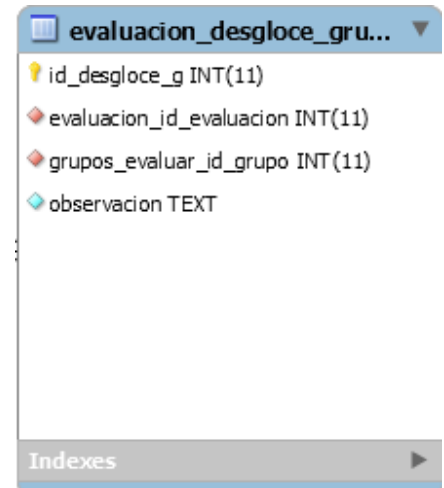 evaluacion_desgloce_gru...
id_desgloce_g INT(11)
evaluacion_id_evaluacion INT(11)
grupos_evaluar_id_grupo INT(11)
observacion TEXT
Indexes